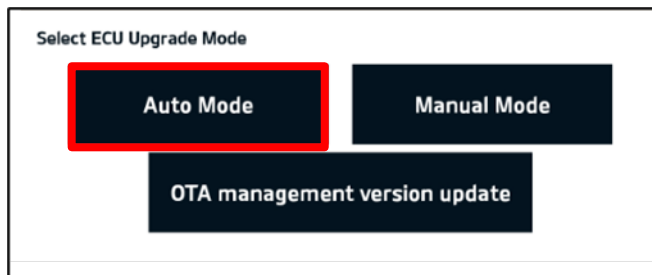 Select ECU Upgrade Mode
Auto Mode
Manual Mode
OTA management version update